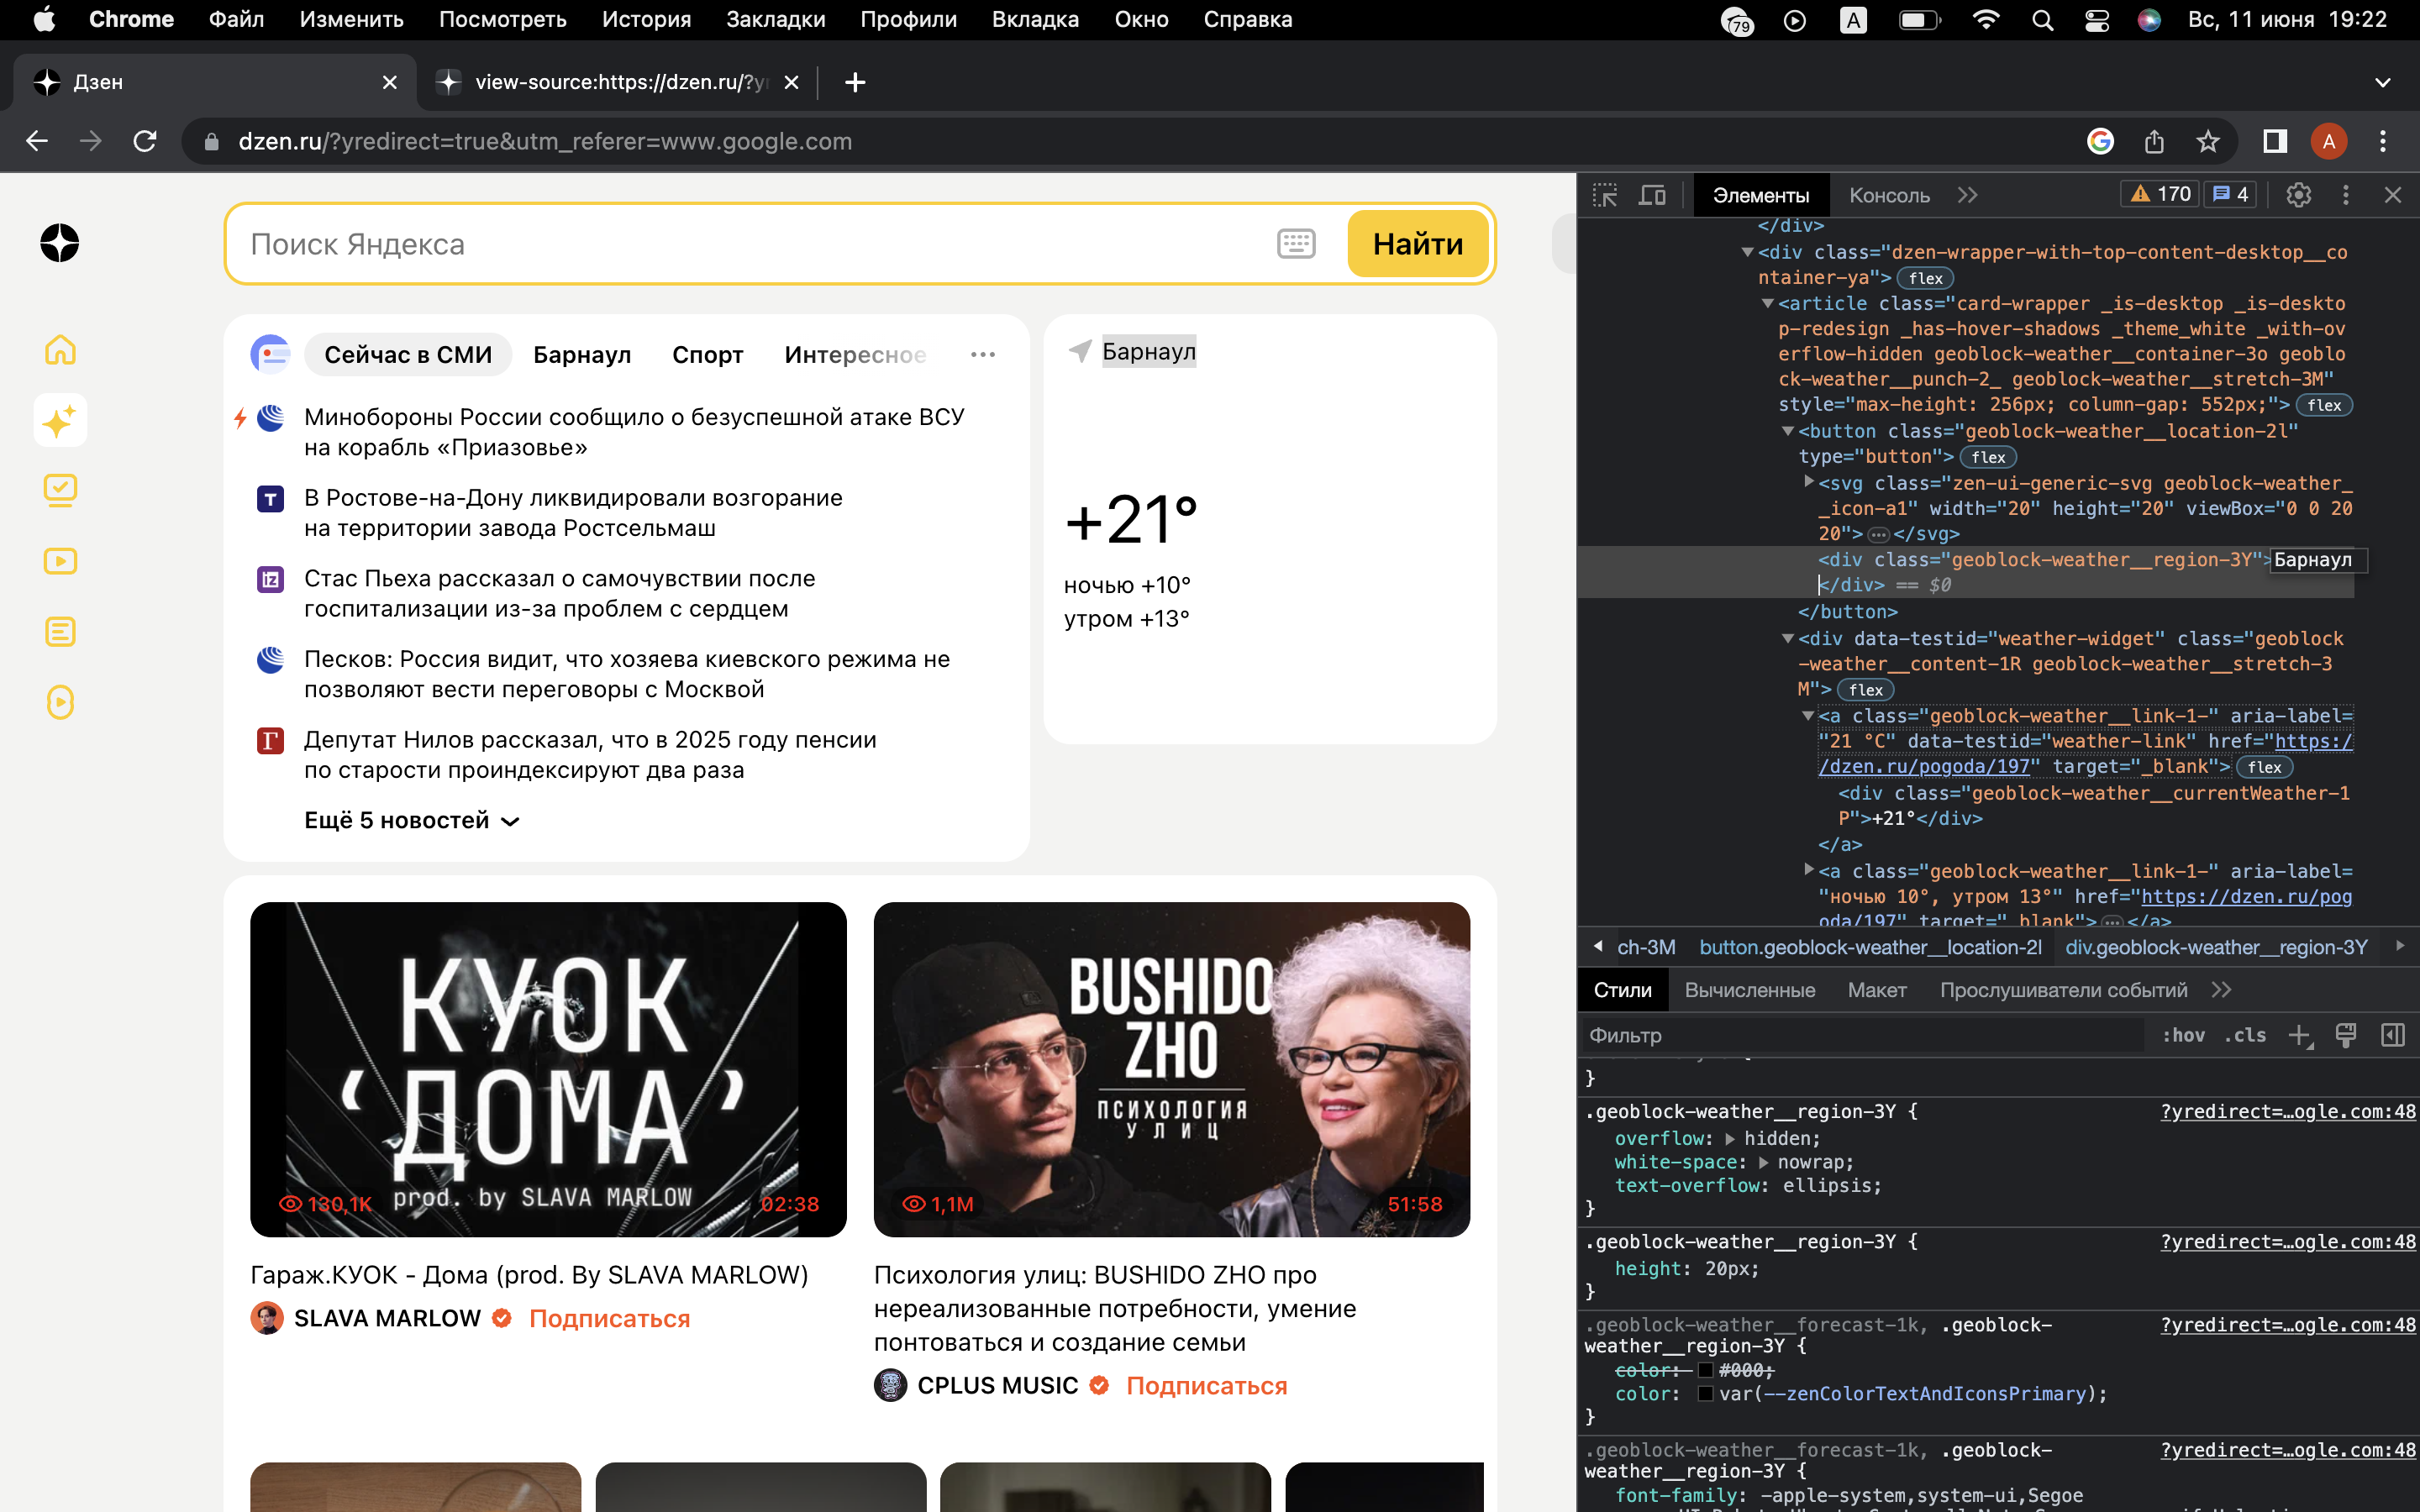 Chrome Файл Изменить Посмотреть История Закладки Профили Вкладка Окно Справка 79 A Вс, 11 июня 19:22
Дзен view-source:https://dzen.ru/?y
dzen.ru/?yredirect=true&utm_referer=www.google.com A
Поиск Яндекса
Найти
Сейчас в СМИ Барнаул Спорт Интересное
Минобороны России сообщило о безуспешной атаке ВСУ
на корабль «Приазовье»
В Ростове-на-Дону ликвидировали возгорание
на территории завода Ростсельмаш
Стас Пьеха рассказал о самочувствии после
госпитализации из-за проблем с сердцем
Песков: Россия видит, что хозяева киевского режима не
позволяют вести переговоры с Москвой
Депутат Нилов рассказал, что в 2025 году пенсии
по старости проиндексируют два раза
Ещё 5 новостей
Барнаул
+21°
ночью +10°
утром +13°
КУОК
‘ДОМА’
prod. by SLAVA MARLOW
130,1K
02:38
Гараж.КУОК - Дома (prod. By SLAVA MARLOW)
SLAVA MARLOW Подписаться
BUSHIDO
ZHO
ПСИХОЛОГИЯ
УЛИЦ
1,1M
51:58
Психология улиц: BUSHIDO ZHO про
нереализованные потребности, умение
понтоваться и создание семьи
CPLUS MUSIC Подписаться
Элементы Консоль 170 4
</div>
<div class="dzen-wrapper-with-top-content-desktop__co
ntainer-ya"> flex
<article class="card-wrapper _is-desktop _is-deskto
p-redesign _has-hover-shadows _theme_white _with-ov
erflow-hidden geoblock-weather__container-3o geoblo
ck-weather__punch-2_ geoblock-weather__stretch-3M"
style="max-height: 256px; column-gap: 552px;"> flex
<button class="geoblock-weather__location-2l"
type="button"> flex
<svg class="zen-ui-generic-svg geoblock-weather_
_icon-a1" width="20" height="20" viewBox="0 0 20
20"> … </svg>
<div class="geoblock-weather__region-3Y">Барнаул
</div> == $0
</button>
<div data-testid="weather-widget" class="geoblock
-weather__content-1R geoblock-weather__stretch-3
M"> flex
<a class="geoblock-weather__link-1-" aria-label=
"21 °C" data-testid="weather-link" href="https:/
/dzen.ru/pogoda/197" target="_blank"> flex
<div class="geoblock-weather__currentWeather-1
P">+21°</div>
</a>
<a class="geoblock-weather__link-1-" aria-label=
"ночью 10°, утром 13°" href="https://dzen.ru/pog
oda/197" target="_blank"> … </a>
ch-3M button.geoblock-weather__location-2l div.geoblock-weather__region-3Y
Стили Вычисленные Макет Прослушиватели событий
Фильтр :hov .cls
}
.geoblock-weather__region-3Y { ?yredirect=…ogle.com:48
overflow: hidden;
white-space: nowrap;
text-overflow: ellipsis;
}
.geoblock-weather__region-3Y { ?yredirect=…ogle.com:48
height: 20px;
}
.geoblock-weather__forecast-1k, .geoblock- ?yredirect=…ogle.com:48
weather__region-3Y {
color: #000;
color: var(--zenColorTextAndIconsPrimary);
}
.geoblock-weather__forecast-1k, .geoblock- ?yredirect=…ogle.com:48
weather__region-3Y {
font-family: -apple-system,system-ui,Segoe